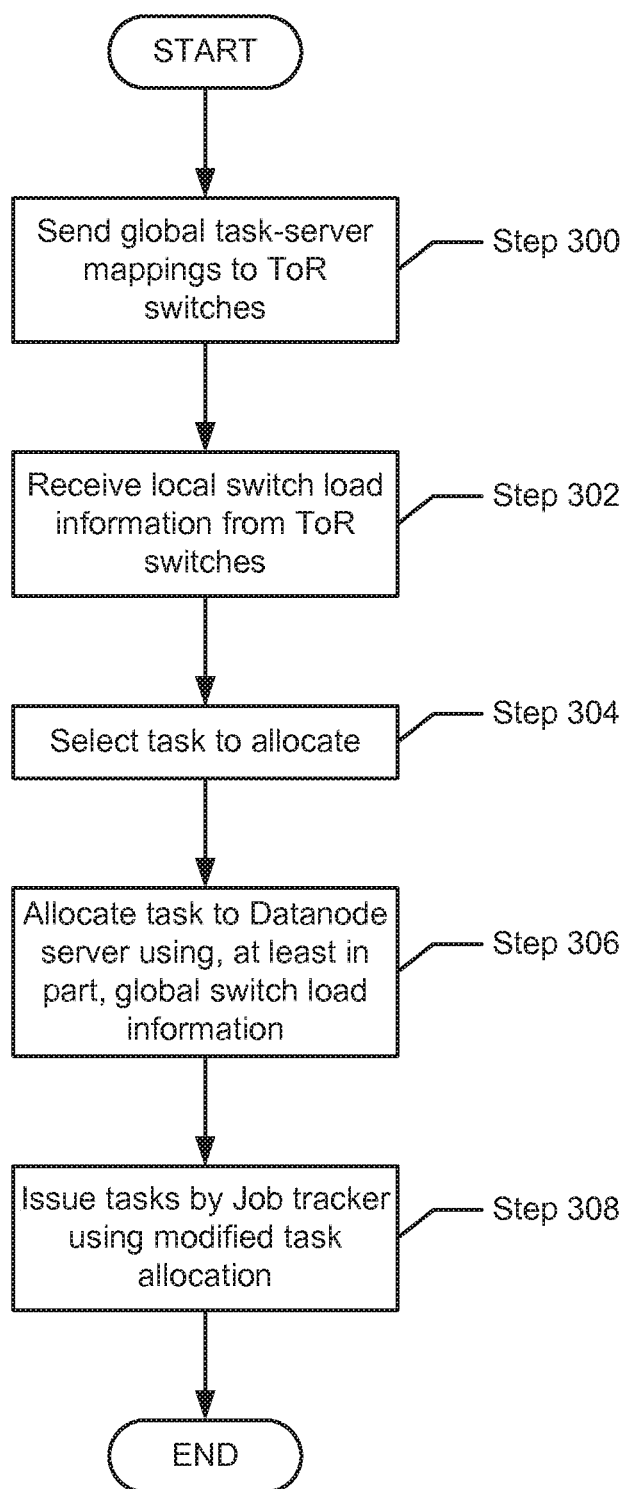 START
Send global task-server
mappings to ToR
switches
Step 300
Receive local switch load
information from ToR
switches
Step 302
Select task to allocate
Step 304
Allocate task to Datanode
server using, at least in
part, global switch load
information
Step 306
Issue tasks by Job tracker
using modified task
allocation
Step 308
END